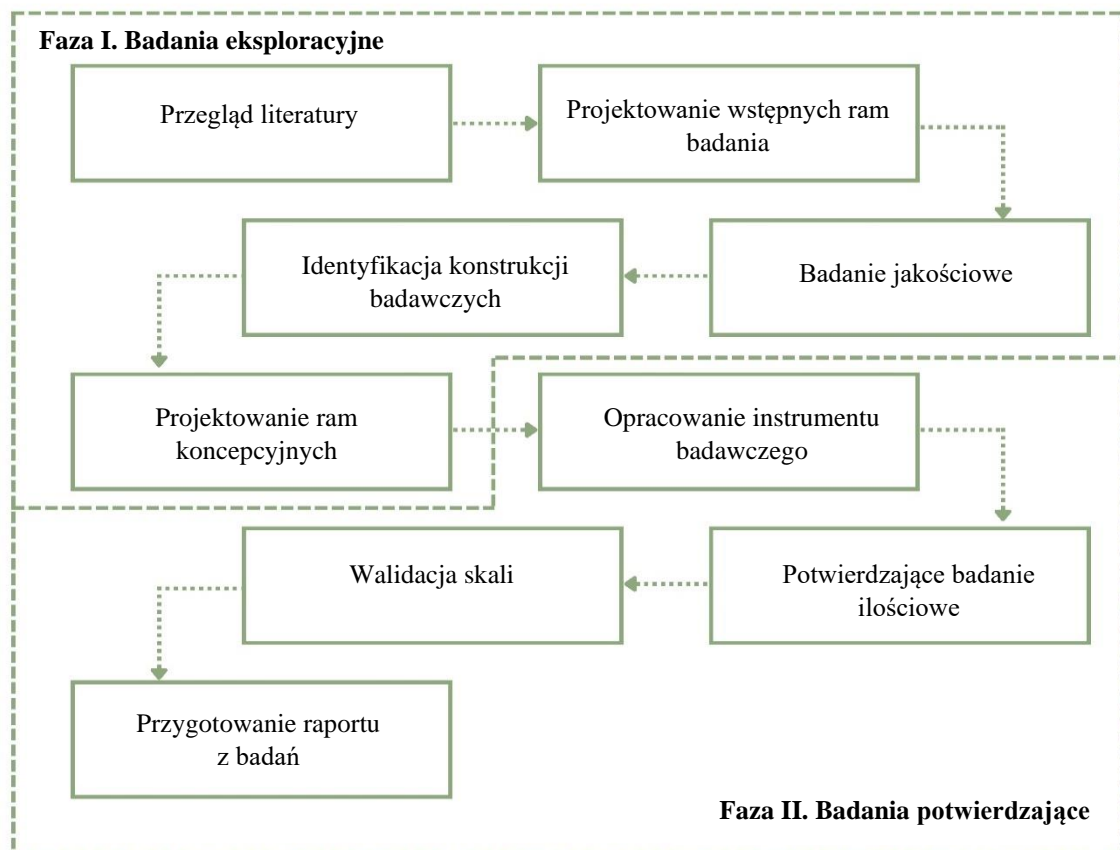 Faza I. Badania eksploracyjne
Przegląd literatury
Projektowanie wstępnych ram
badania
Badanie jakościowe
Identyfikacja konstrukcji
badawczych
Projektowanie ram
koncepcyjnych
Opracowanie instrumentu
badawczego
Potwierdzające badanie
ilościowe
Walidacja skali
Przygotowanie raportu
z badań
Faza II. Badania potwierdzające